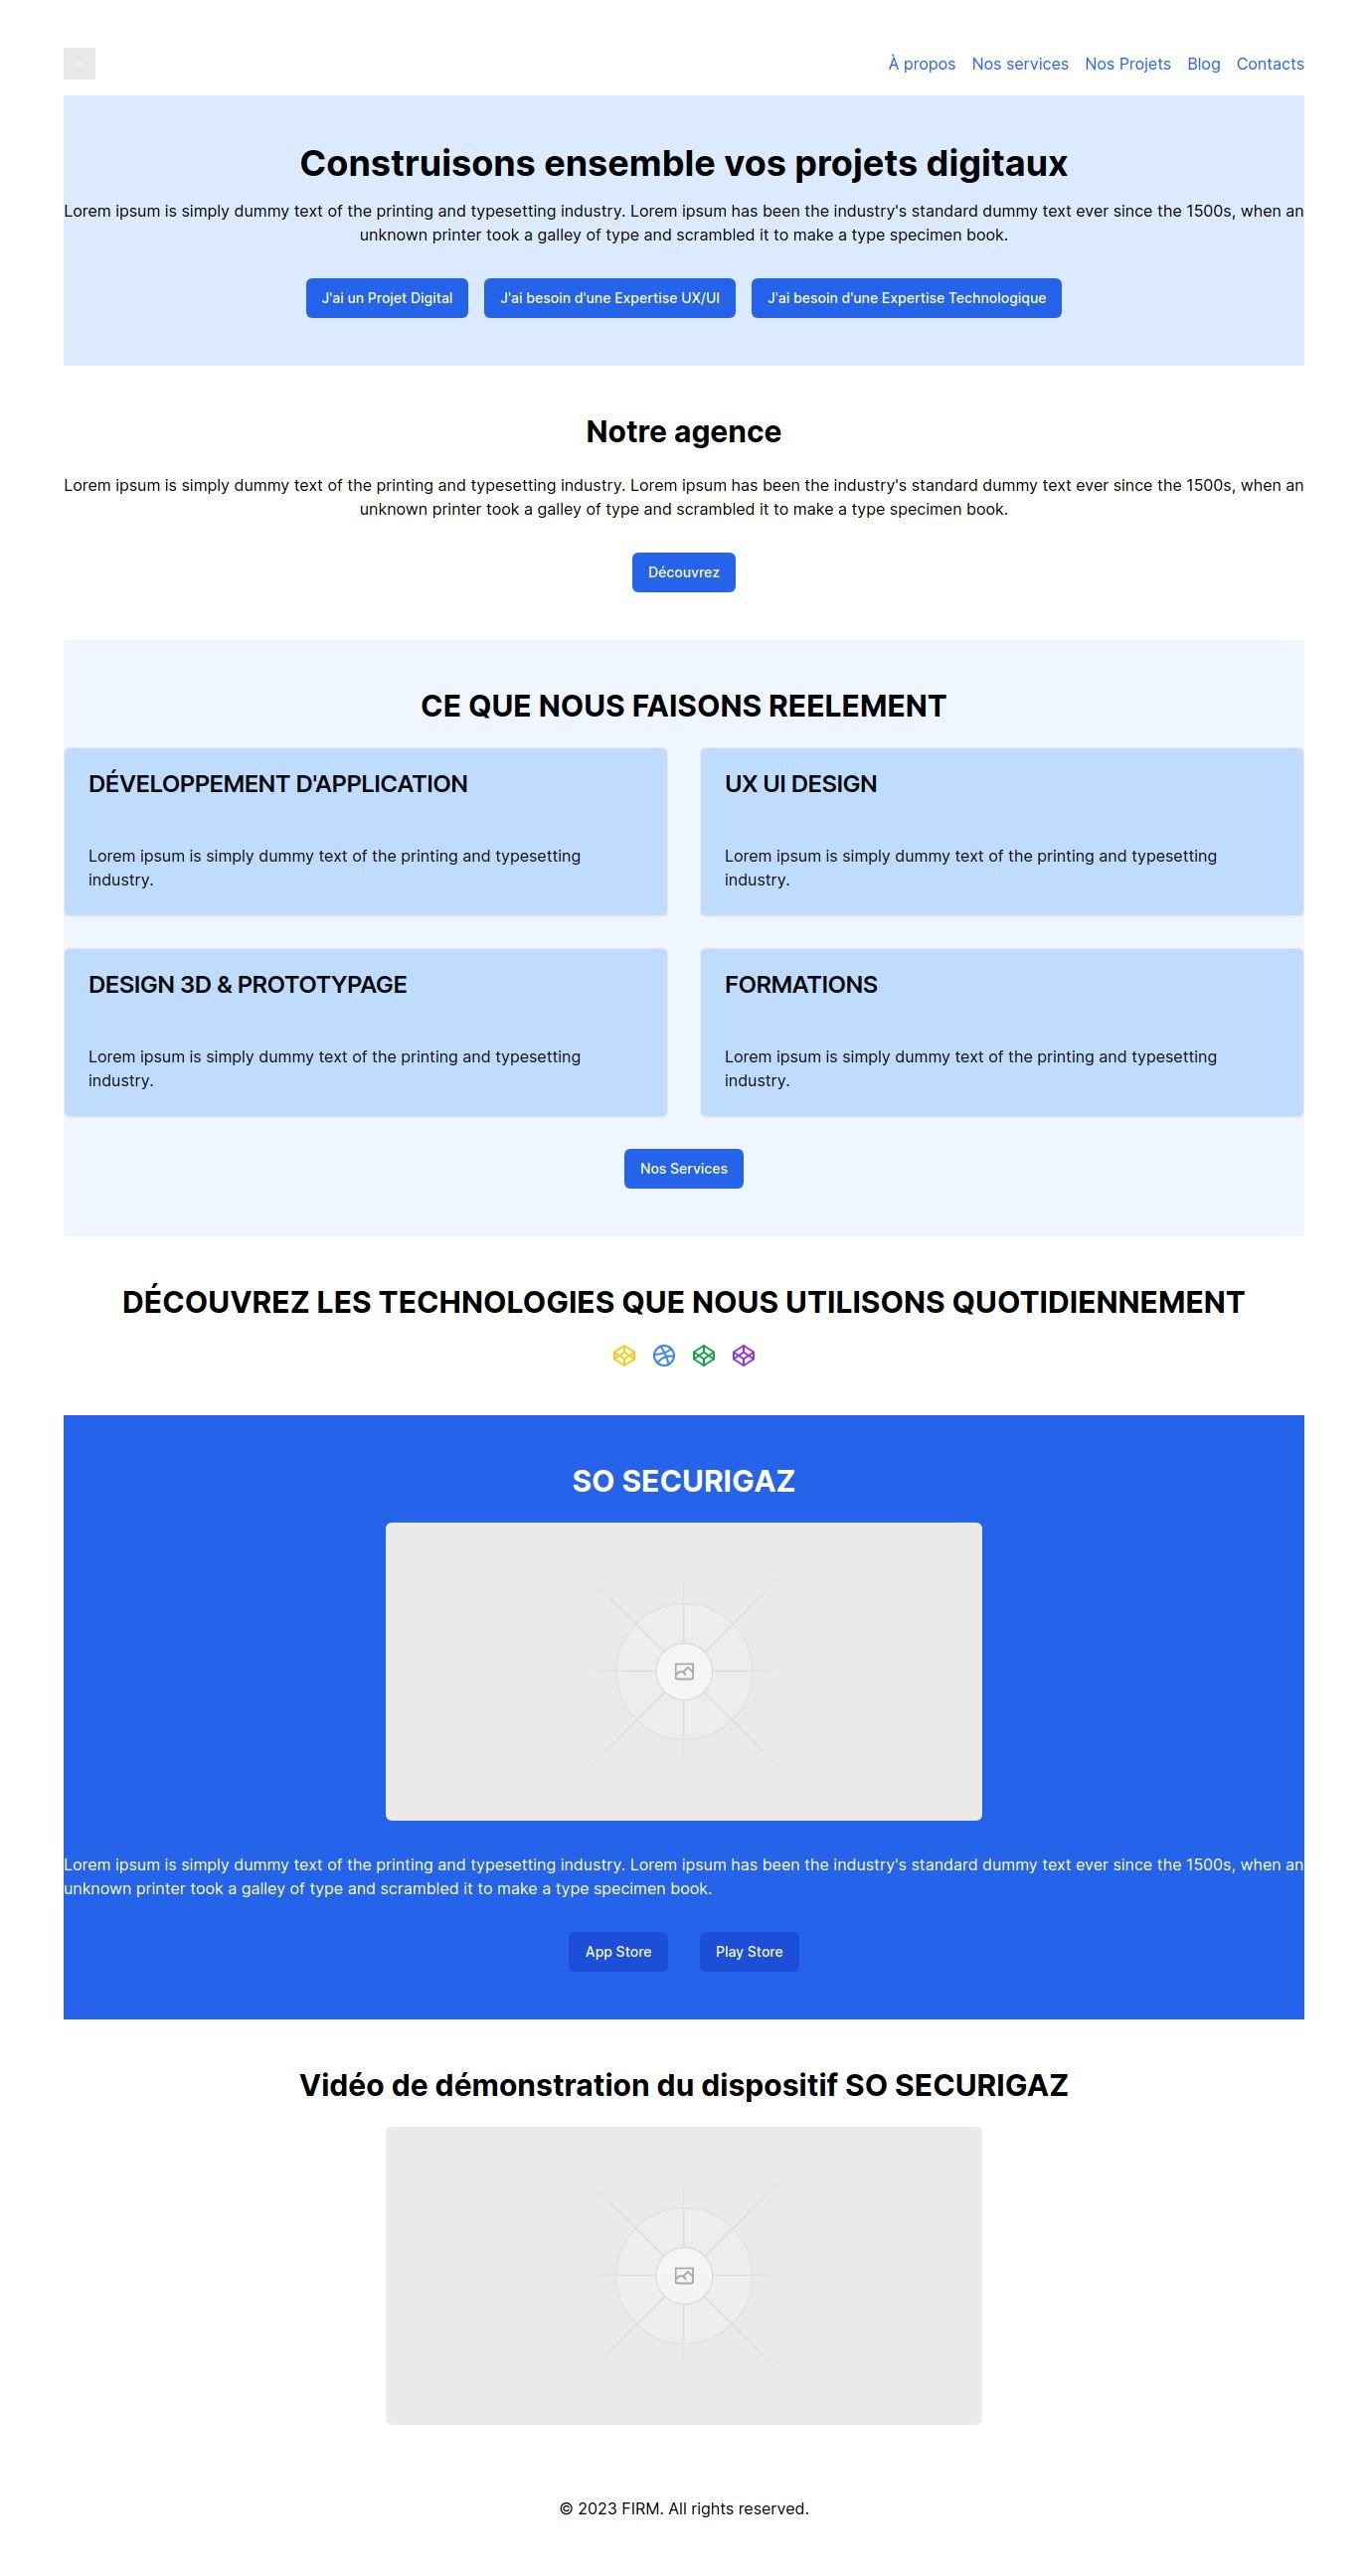 À propos Nos services Nos Projets Blog Contacts
Construisons ensemble vos projets digitaux
Lorem ipsum is simply dummy text of the printing and typesetting industry. Lorem ipsum has been the industry's standard dummy text ever since the 1500s, when an
unknown printer took a galley of type and scrambled it to make a type specimen book.
J'ai un Projet Digital J'ai besoin d'une Expertise UX/UI J'ai besoin d'une Expertise Technologique
Notre agence
Lorem ipsum is simply dummy text of the printing and typesetting industry. Lorem ipsum has been the industry's standard dummy text ever since the 1500s, when an
unknown printer took a galley of type and scrambled it to make a type specimen book.
Découvrez
CE QUE NOUS FAISONS REELEMENT
DÉVELOPPEMENT D'APPLICATION
Lorem ipsum is simply dummy text of the printing and typesetting
industry.
UX UI DESIGN
Lorem ipsum is simply dummy text of the printing and typesetting
industry.
DESIGN 3D & PROTOTYPAGE
Lorem ipsum is simply dummy text of the printing and typesetting
industry.
FORMATIONS
Lorem ipsum is simply dummy text of the printing and typesetting
industry.
Nos Services
DÉCOUVREZ LES TECHNOLOGIES QUE NOUS UTILISONS QUOTIDIENNEMENT
SO SECURIGAZ
Lorem ipsum is simply dummy text of the printing and typesetting industry. Lorem ipsum has been the industry's standard dummy text ever since the 1500s, when an
unknown printer took a galley of type and scrambled it to make a type specimen book.
App Store Play Store
Vidéo de démonstration du dispositif SO SECURIGAZ
© 2023 FIRM. All rights reserved.